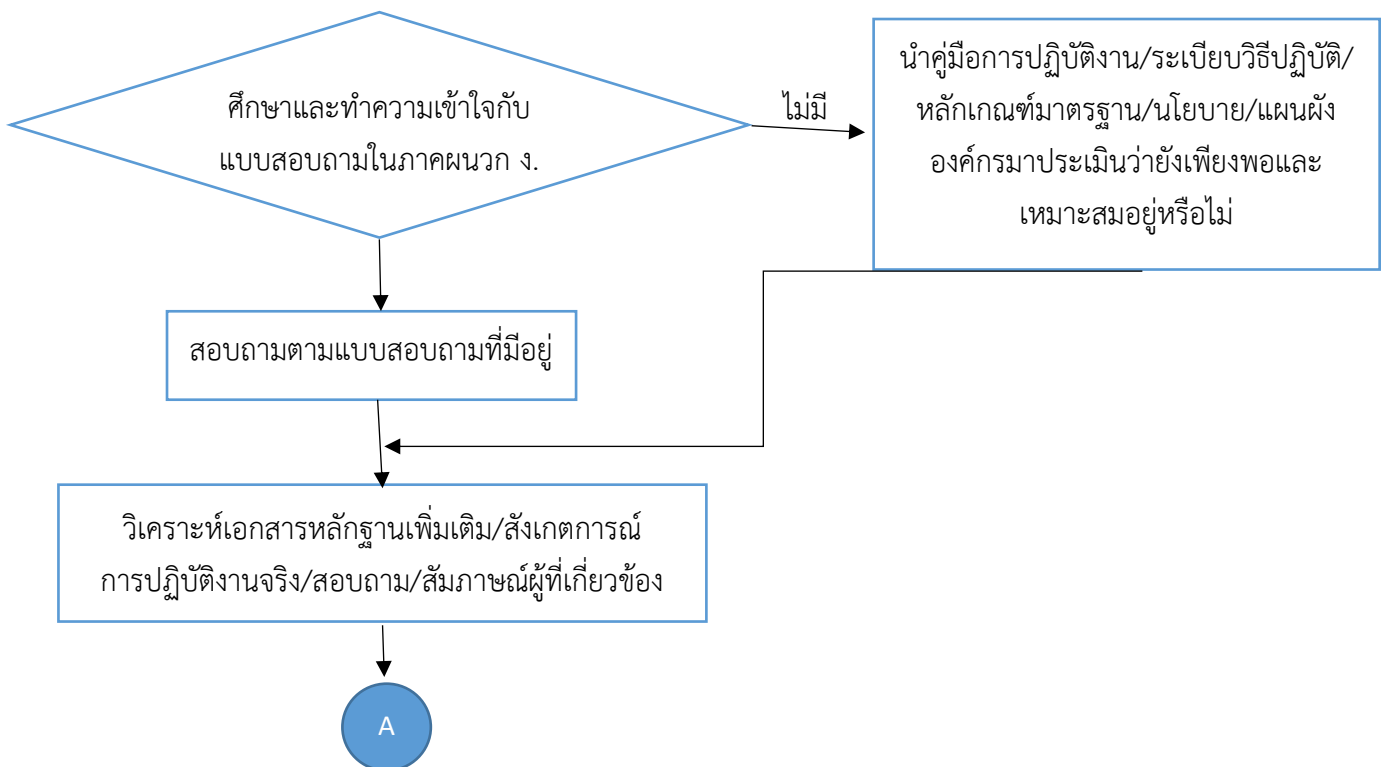 ศึกษาและทำความเข้าใจกับ
แบบสอบถามในภาคผนวก ง.
ไม่มี
นำคู่มือการปฏิบัติงาน/ระเบียบวิธีปฏิบัติ/
หลักเกณฑ์มาตรฐาน/นโยบาย/แผนผัง
องค์กรมาประเมินว่ายังเพียงพอและ
เหมาะสมอยู่หรือไม่
สอบถามตามแบบสอบถามที่มีอยู่
วิเคราะห์เอกสารหลักฐานเพิ่มเติม/สังเกตการณ์
การปฏิบัติงานจริง/สอบถาม/สัมภาษณ์ผู้ที่เกี่ยวข้อง
A